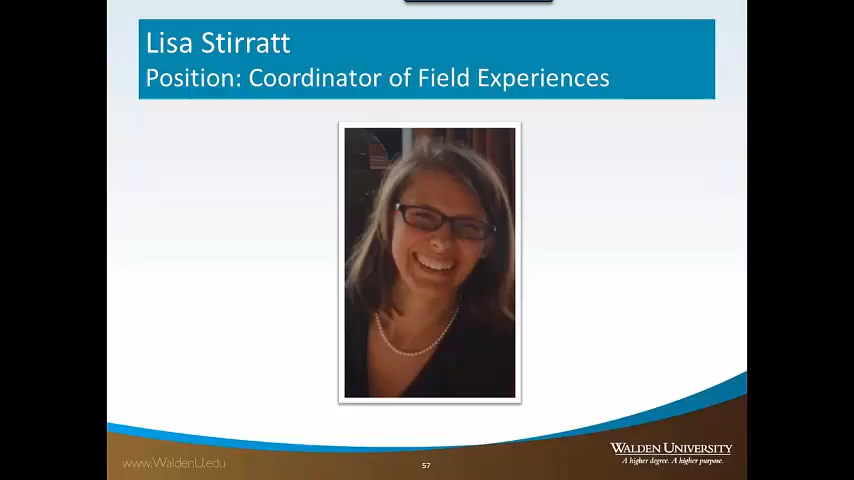 Lisa Stirratt
Position: Coordinator of Field Experiences
www.WaldenU.edu
57
WALDEN UNIVERSITY
A higher degree. A higher purpose.